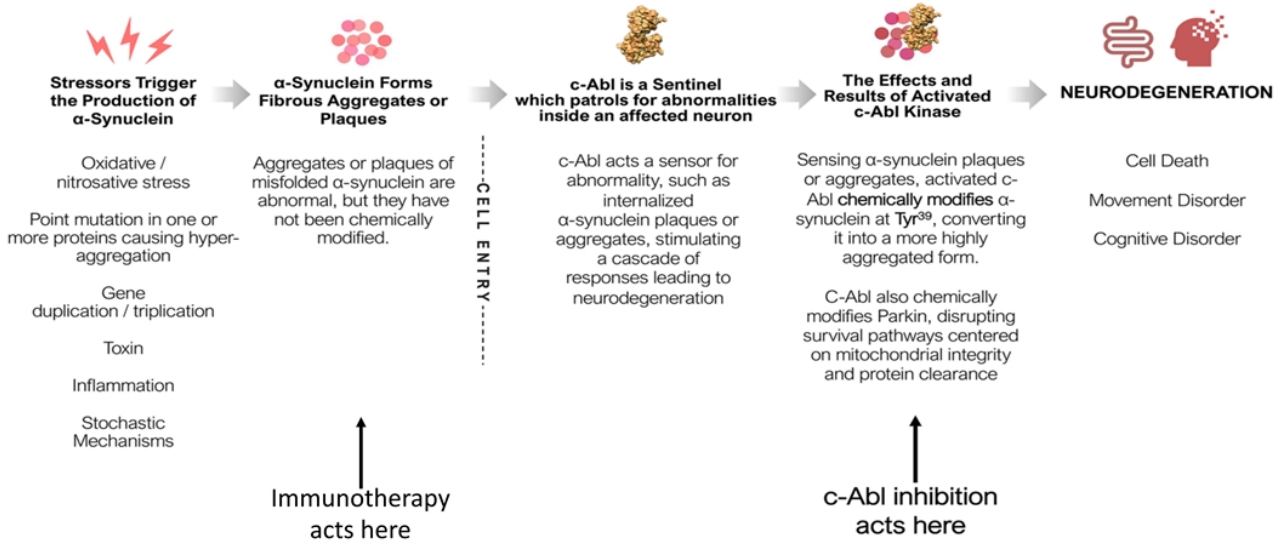 Stressors Trigger
the Production of
α-Synuclein
Oxidative /
nitrosative stress
Point mutation in one or
more proteins causing hyper-
aggregation
Gene
duplication / triplication
Toxin
Inflammation
Stochastic
Mechanisms
α-Synuclein Forms
Fibrous Aggregates or
Plaques
Aggregates or plaques of
misfolded α-synuclein are
abnormal, but they have
not been chemically
modified.
Immunotherapy
acts here
CELL ENTRY
c-Abl is a Sentinel
which patrols for abnormalities
inside an affected neuron
c-Abl acts a sensor for
abnormality, such as
internalized
α-synuclein plaques or
aggregates, stimulating
a cascade of
responses leading to
neurodegeneration
The Effects and
Results of Activated
c-Abl Kinase
Sensing α-synuclein plaques
or aggregates, activated c-
Abl chemically modifies α-
synuclein at Tyr³⁹, converting
it into a more highly
aggregated form.
C-Abl also chemically
modifies Parkin, disrupting
survival pathways centered
on mitochondrial integrity
and protein clearance
c-Abl inhibition
acts here
NEURODEGENERATION
Cell Death
Movement Disorder
Cognitive Disorder